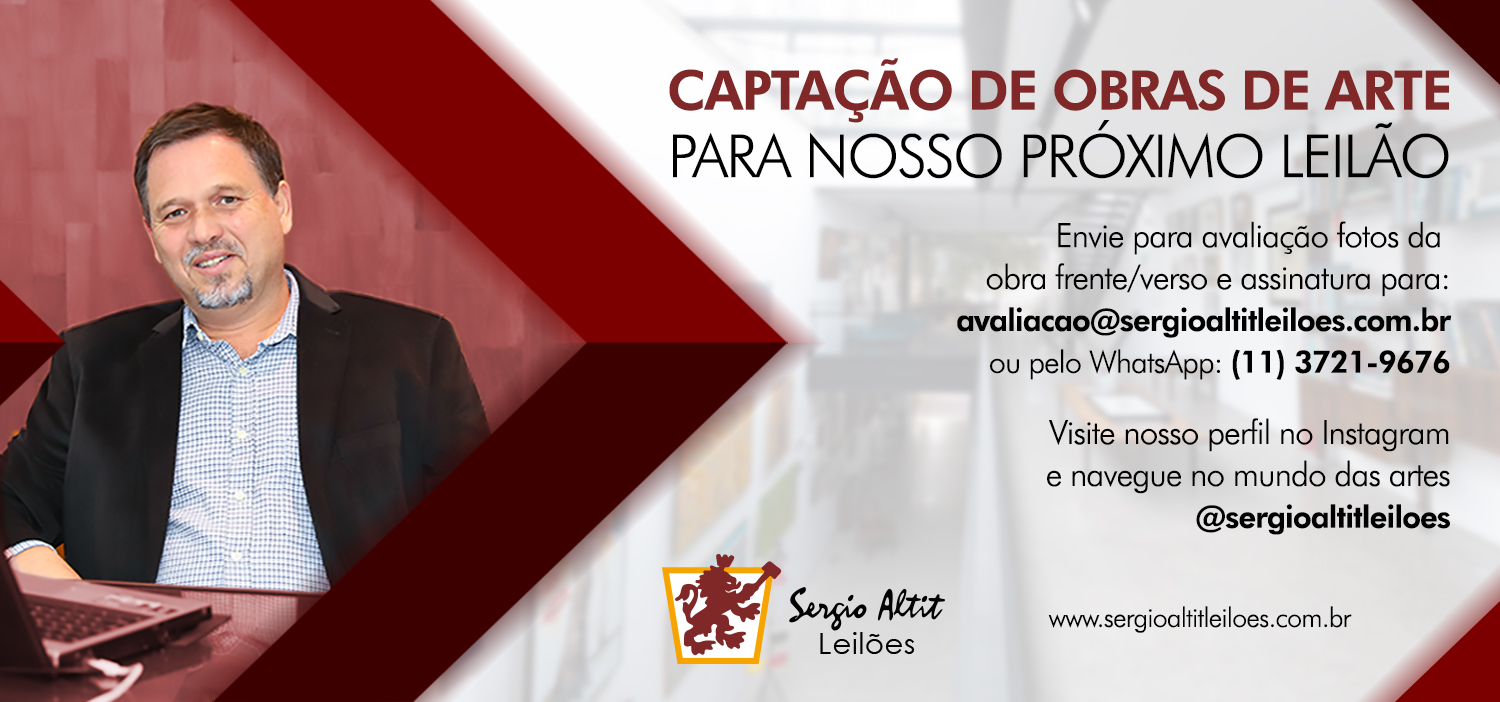 CAPTAÇÃO DE OBRAS DE ARTE
PARA NOSSO PRÓXIMO LEILÃO
Envie para avaliação fotos da
obra frente/verso e assinatura para:
avaliacao@sergioaltitleiloes.com.br
ou pelo WhatsApp: (11) 3721-9676
Visite nosso perfil no Instagram
e navegue no mundo das artes
@sergioaltitleiloes
Sergio Altit
Leilões
www.sergioaltitleiloes.com.br